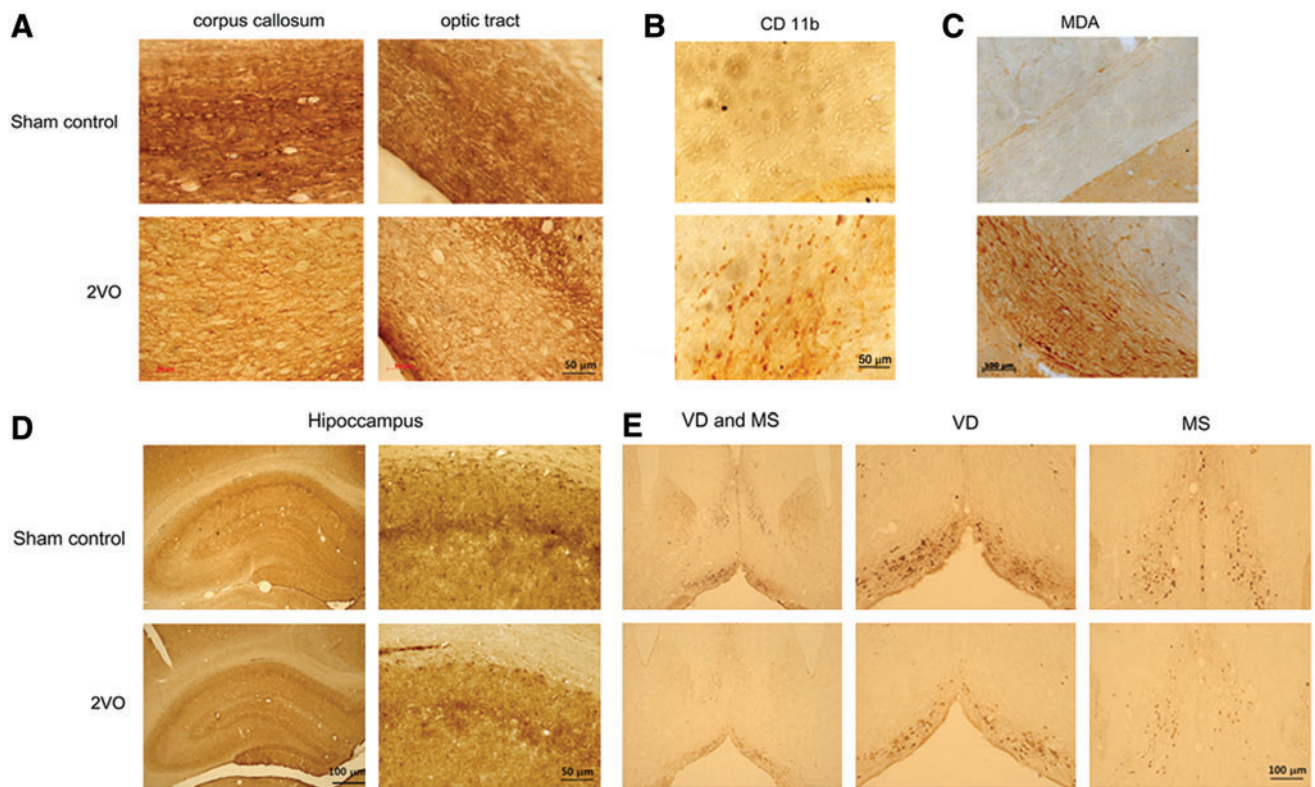 A
corpus callosum
optic tract
B
CD 11b
C
MDA
Sham control
2VO
50 μm
50 μm
D
Hipoccampus
E
VD and MS
VD
MS
Sham control
2VO
100 μm
50 μm
100 μm